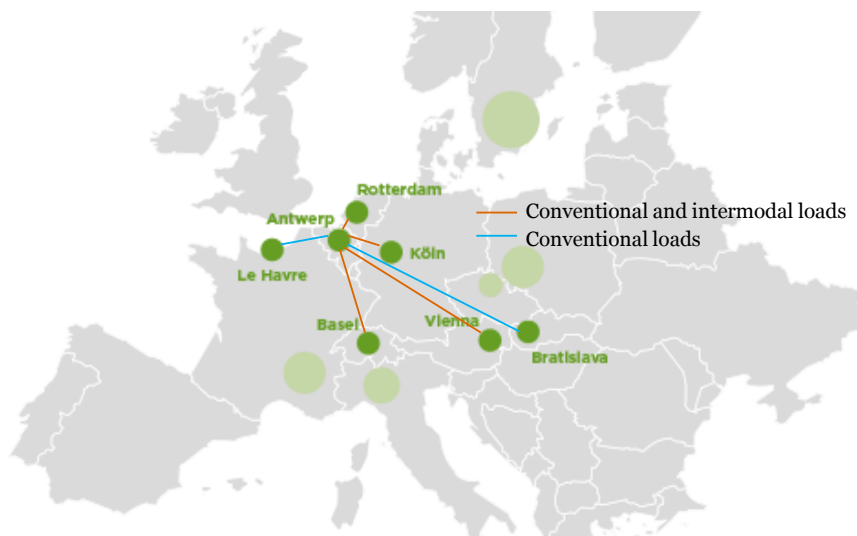 Rotterdam
Conventional and intermodal loads
Antwerp
Conventional loads
Köln
Le Havre
Basel
Vienna
Bratislava